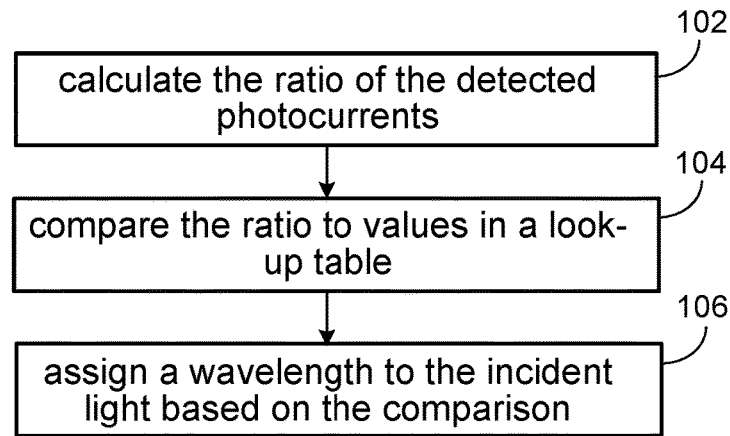 102
calculate the ratio of the detected
photocurrents
104
compare the ratio to values in a look-
up table
106
assign a wavelength to the incident
light based on the comparison